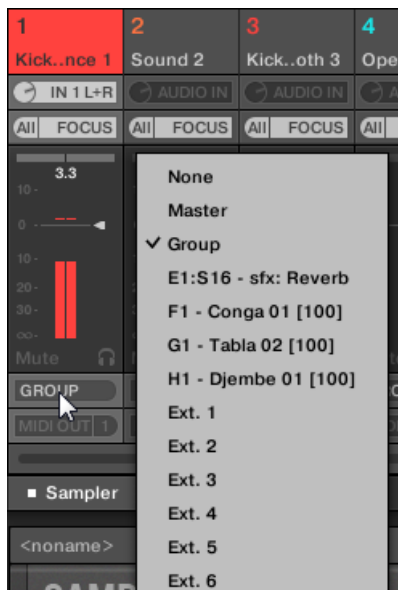 1 2 3 4
Kick..nce 1 Sound 2 Kick..oth 3 Ope
IN 1 L+R AUDIO IN AUDIO IN
All FOCUS All FOCUS All FOCUS All
3.3
10
0
10
20
30
∞
Mute
GROUP
MIDI OUT 1
None
Master
Group
E1:S16 - sfx: Reverb
F1 - Conga 01 [100]
G1 - Tabla 02 [100]
H1 - Djembe 01 [100]
Ext. 1
Ext. 2
Ext. 3
Ext. 4
Ext. 5
Ext. 6
Sampler
<noname>